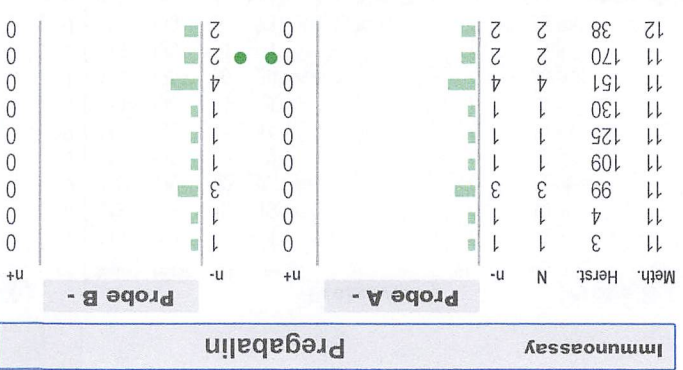 Immunoassay Pregabalin
Probe A - Probe B -
Meth. Herst. N n- n+ n- n+
11 3 1 1 0 1 0
11 4 1 1 0 1 0
11 99 3 3 0 3 0
11 109 1 1 0 1 0
11 125 1 1 0 1 0
11 130 1 1 0 1 0
11 151 4 4 0 4 0
11 170 2 2 0 2 0
12 38 2 2 0 2 0